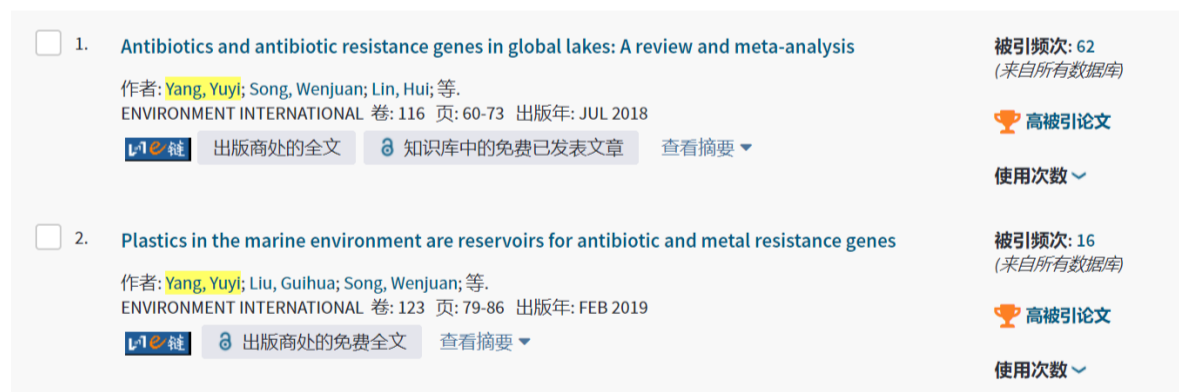 1. Antibiotics and antibiotic resistance genes in global lakes: A review and meta-analysis
作者: Yang, Yuyi; Song, Wenjuan; Lin, Hui; 等.
ENVIRONMENT INTERNATIONAL 卷: 116 页: 60-73 出版年: JUL 2018
出版商处的全文 知识库中的免费已发表文章 查看摘要
被引频次: 62
(来自所有数据库)
高被引论文
使用次数
2. Plastics in the marine environment are reservoirs for antibiotic and metal resistance genes
作者: Yang, Yuyi; Liu, Guihua; Song, Wenjuan; 等.
ENVIRONMENT INTERNATIONAL 卷: 123 页: 79-86 出版年: FEB 2019
出版商处的免费全文 查看摘要
被引频次: 16
(来自所有数据库)
高被引论文
使用次数